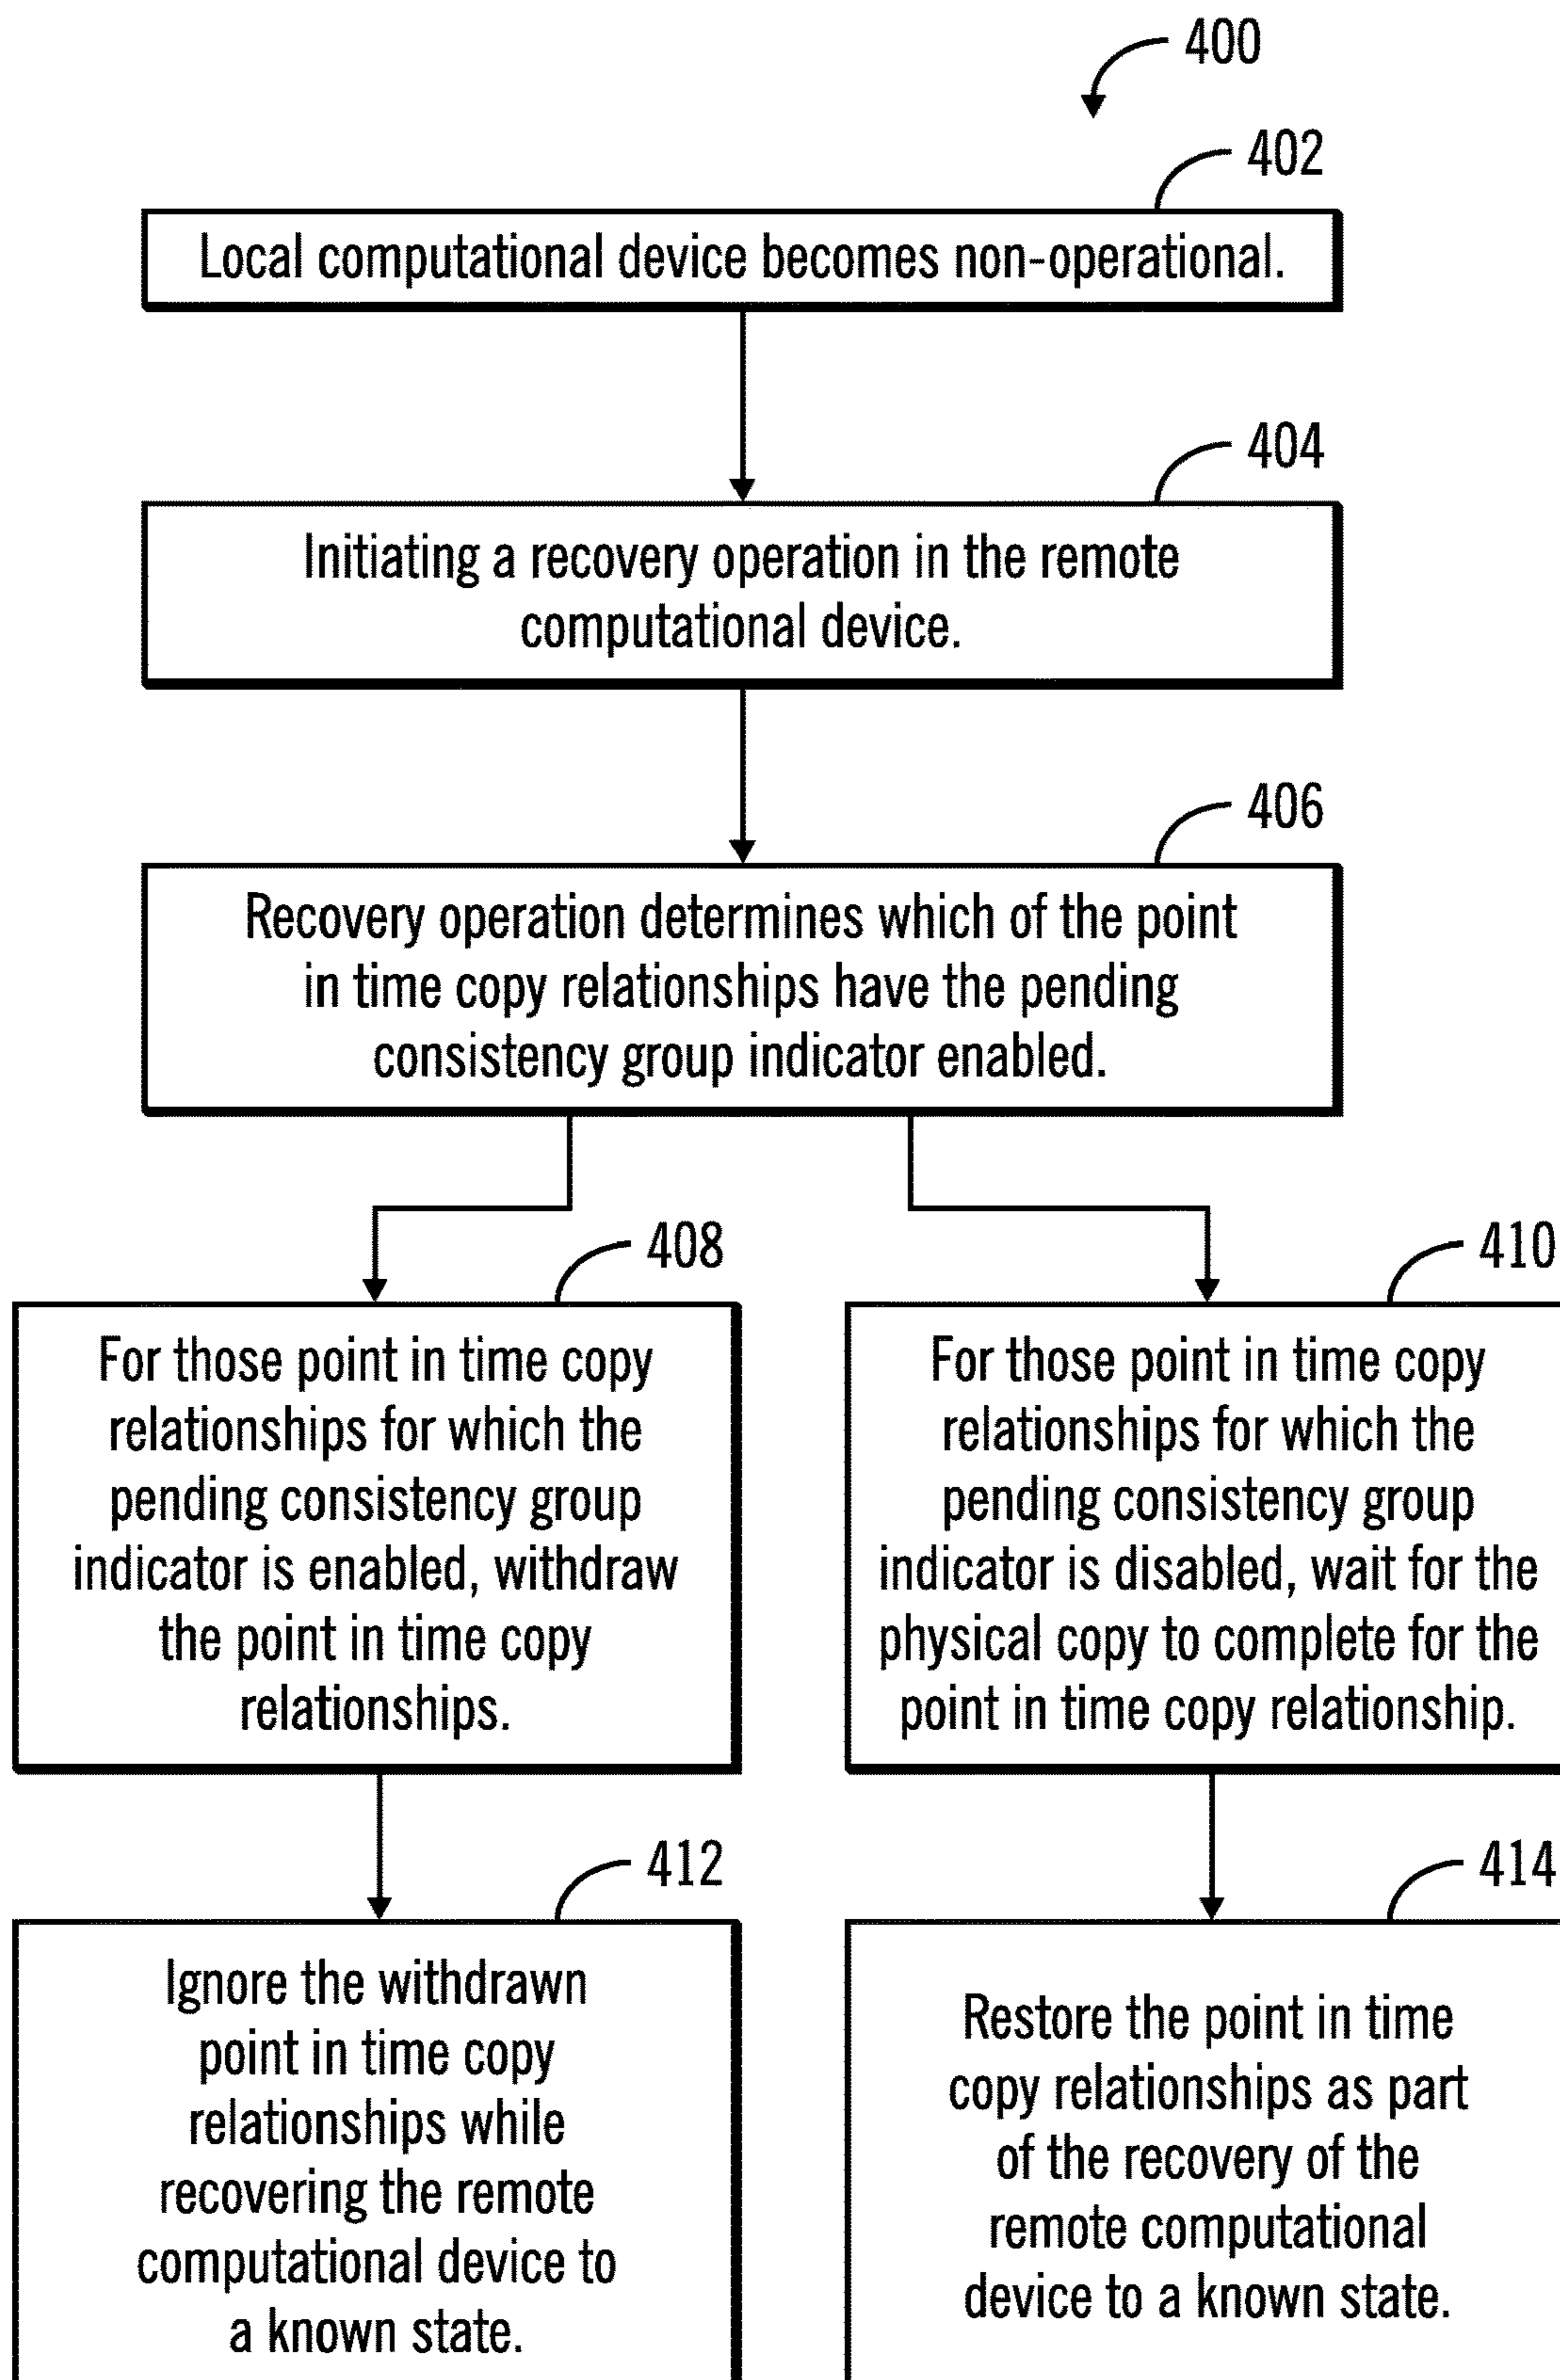 400
402
Local computational device becomes non-operational.
404
Initiating a recovery operation in the remote
computational device.
406
Recovery operation determines which of the point
in time copy relationships have the pending
consistency group indicator enabled.
408
For those point in time copy
relationships for which the
pending consistency group
indicator is enabled, withdraw
the point in time copy
relationships.
410
For those point in time copy
relationships for which the
pending consistency group
indicator is disabled, wait for the
physical copy to complete for the
point in time copy relationship.
412
Ignore the withdrawn
point in time copy
relationships while
recovering the remote
computational device to
a known state.
414
Restore the point in time
copy relationships as part
of the recovery of the
remote computational
device to a known state.